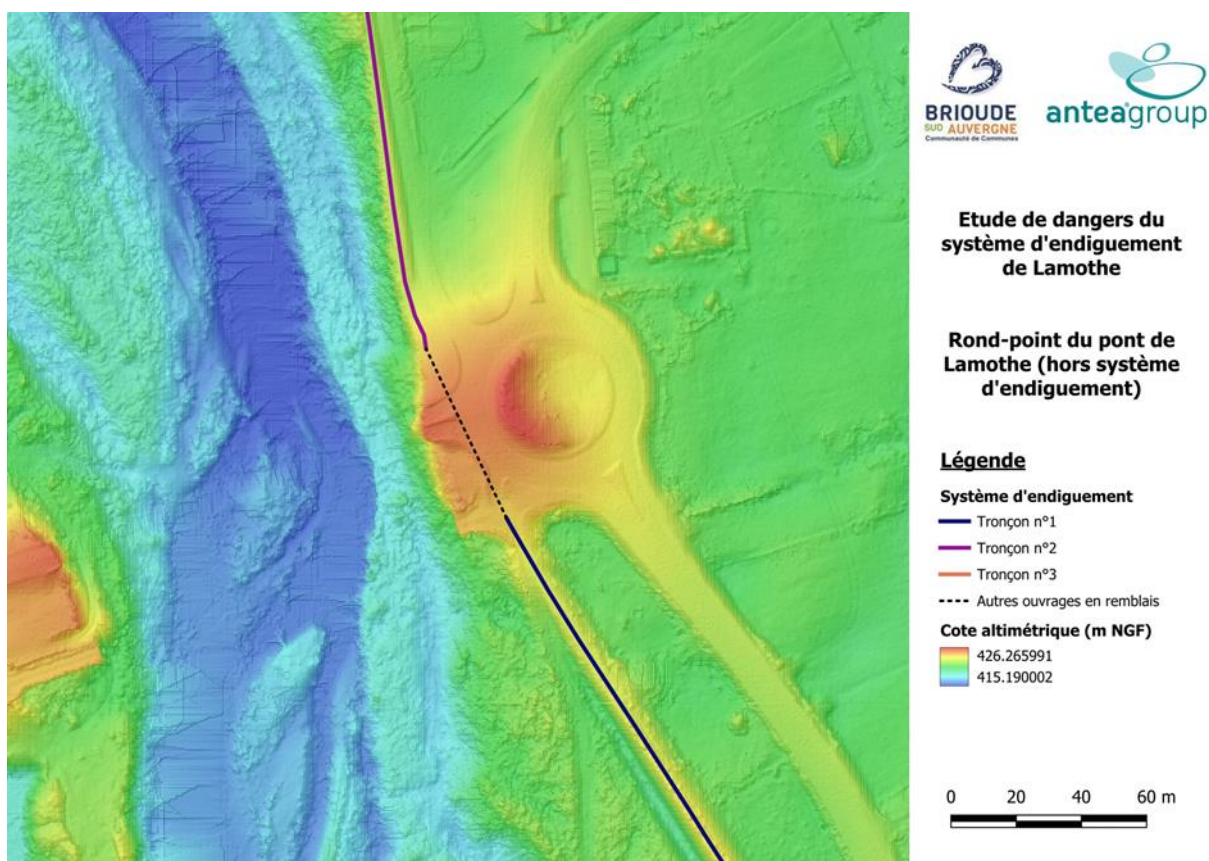 BRIOUDE
SUD AUVERGNE
Communauté de Communes
anteagroup
Etude de dangers du
système d'endiguement
de Lamothe
Rond-point du pont de
Lamothe (hors système
d'endiguement)
Légende
Système d'endiguement
Tronçon n°1
Tronçon n°2
Tronçon n°3
Autres ouvrages en remblais
Cote altimétrique (m NGF)
426.265991
415.190002
0 20 40 60 m